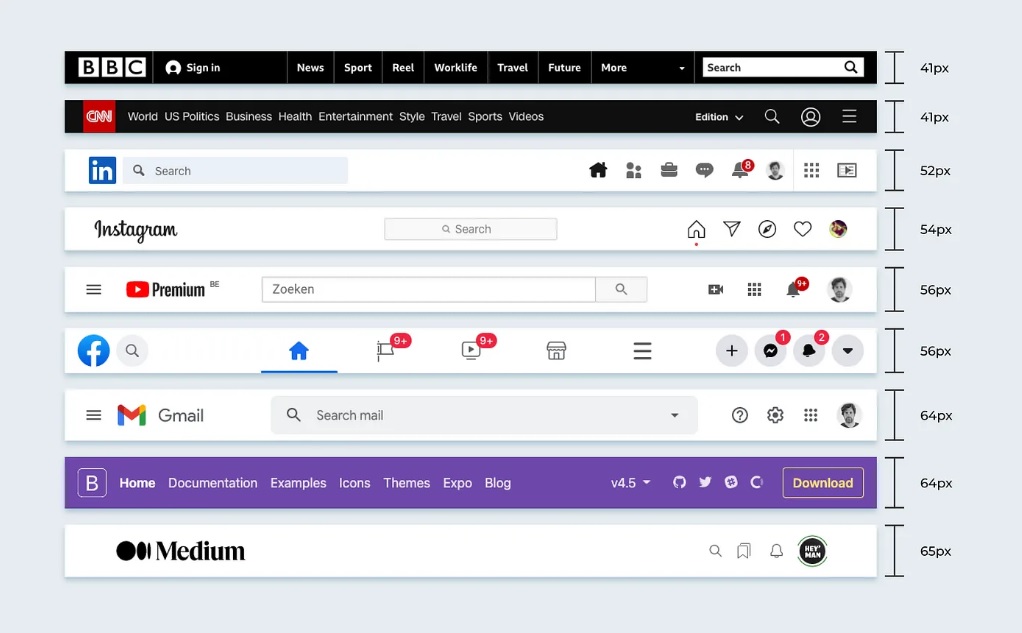 BBC Sign in News Sport Reel Worklife Travel Future More Search 41px
CNN World US Politics Business Health Entertainment Style Travel Sports Videos Edition 41px
in Search 8 52px
Instagram Search 54px
Premium BE Zoeken 9+ 56px
f 9+ 9+ 1 2 56px
M Gmail Search mail 64px
B Home Documentation Examples Icons Themes Expo Blog v4.5 Download 64px
Medium HEY' MAN 65px